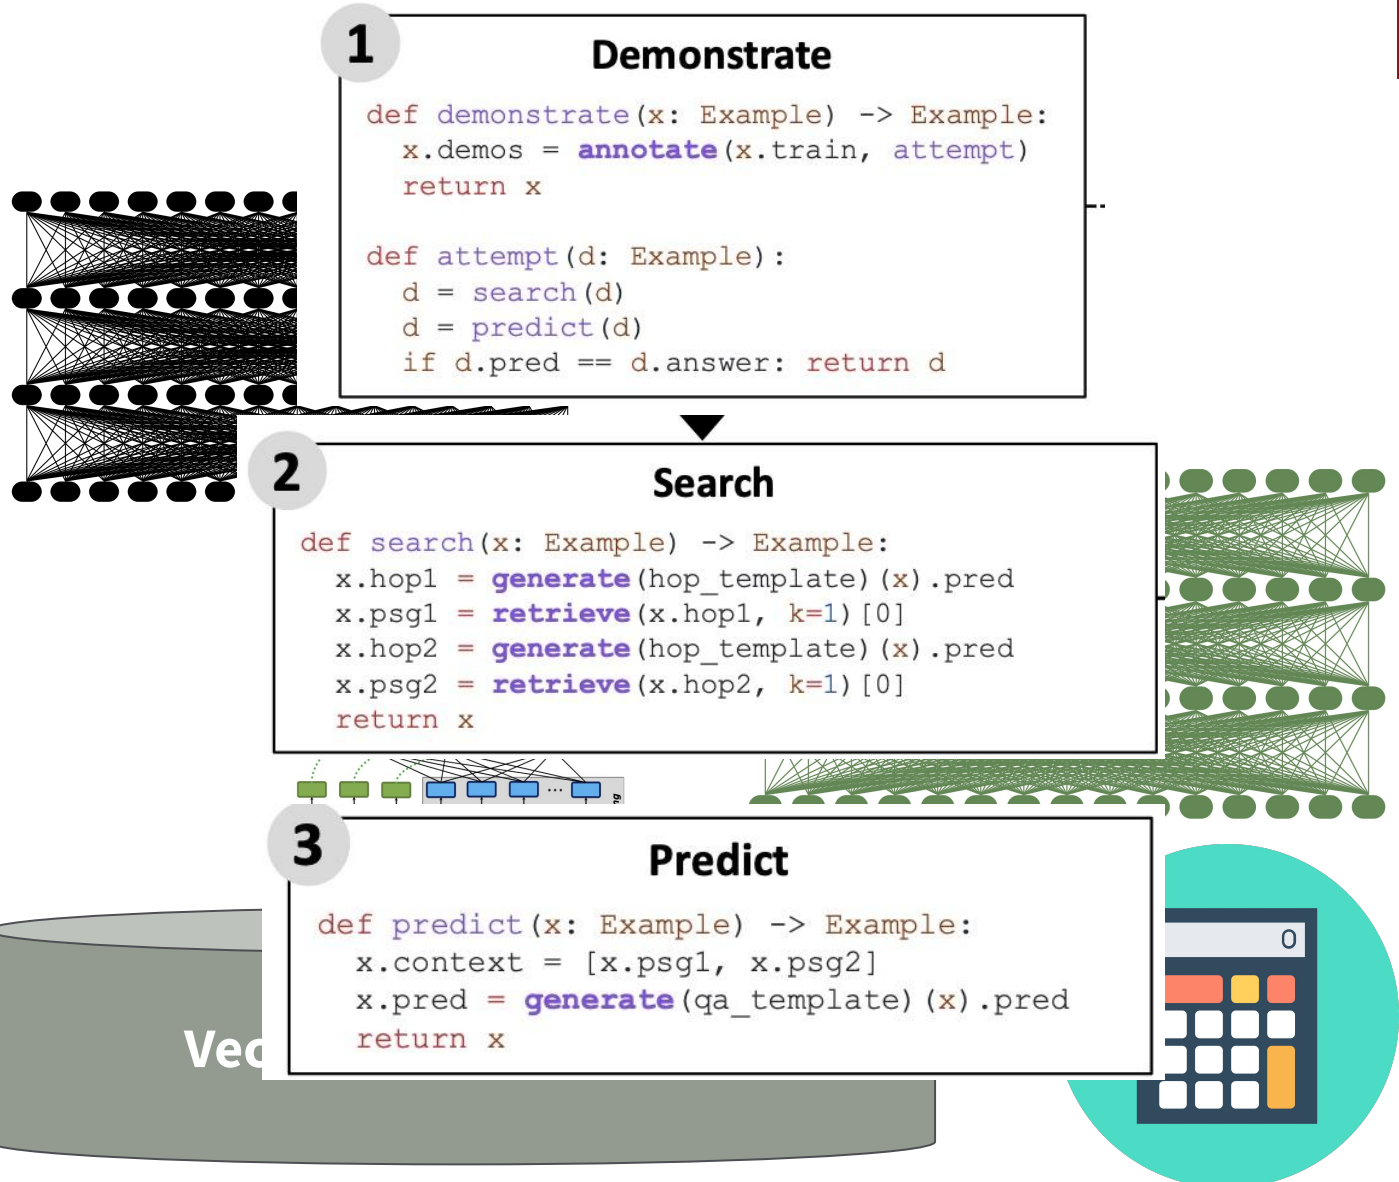 1
Demonstrate
def demonstrate(x: Example) -> Example:
x.demos = annotate(x.train, attempt)
return x
def attempt(d: Example):
d = search(d)
d = predict(d)
if d.pred == d.answer: return d
2
Search
def search(x: Example) -> Example:
x.hop1 = generate(hop_template)(x).pred
x.psg1 = retrieve(x.hop1, k=1)[0]
x.hop2 = generate(hop_template)(x).pred
x.psg2 = retrieve(x.hop2, k=1)[0]
return x
...
3
Predict
def predict(x: Example) -> Example:
x.context = [x.psg1, x.psg2]
x.pred = generate(qa_template)(x).pred
return x
Vec
0